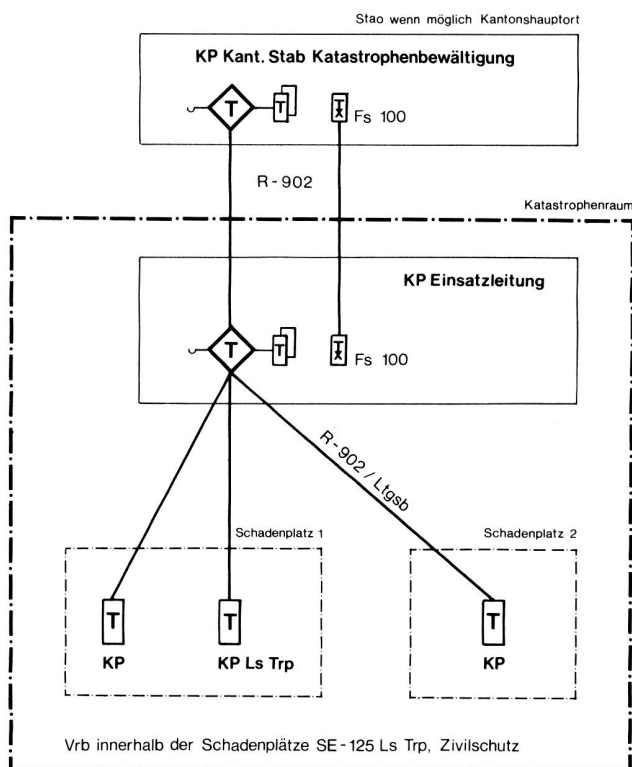 Stao wenn möglich Kantonshauptort
KP Kant. Stab Katastrophenbewältigung
T
T
T
X
Fs 100
R-902
Katastrophenraum
KP Einsatzleitung
T
T
T
X
Fs 100
R-902 / Ltgsb
Schadenplatz 1
Schadenplatz 2
T
T
T
KP
KP Ls Trp
KP
Vrb innerhalb der Schadenplätze SE-125 Ls Trp, Zivilschutz